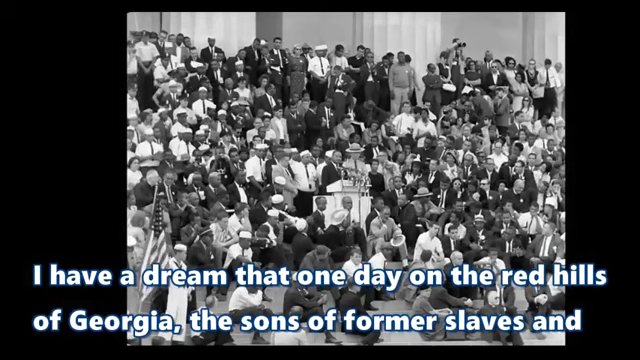 I have a dream that one day on the red hills
of Georgia, the sons of former slaves and